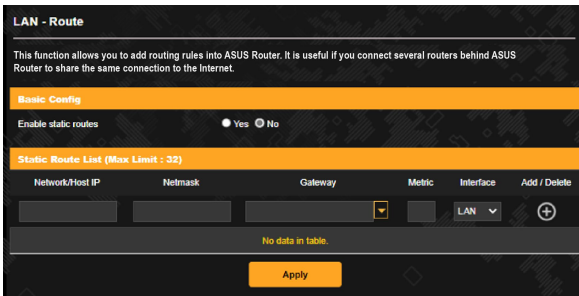 LAN - Route
This function allows you to add routing rules into ASUS Router. It is useful if you connect several routers behind ASUS
Router to share the same connection to the Internet.
Basic Config
Enable static routes Yes No
Static Route List (Max Limit : 32)
Network/Host IP Netmask Gateway Metric Interface Add / Delete
LAN
No data in table.
Apply